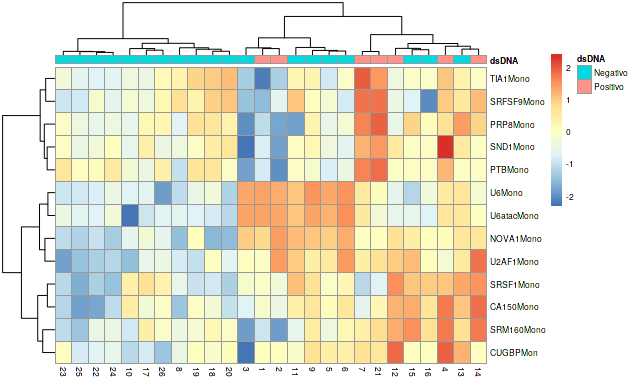 dsDNA
dsDNA
Negativo
Positivo
TIA1Mono
SRFSF9Mono
PRP8Mono
SND1Mono
PTBMono
U6Mono
U6atacMono
NOVA1Mono
U2AF1Mono
SRSF1Mono
CA150Mono
SRM160Mono
CUGBPMon
2
1
0
-1
-2
23 25 22 24 10 17 26 8 19 18 20 3 1 2 11 9 5 6 7 21 12 15 16 4 13 14